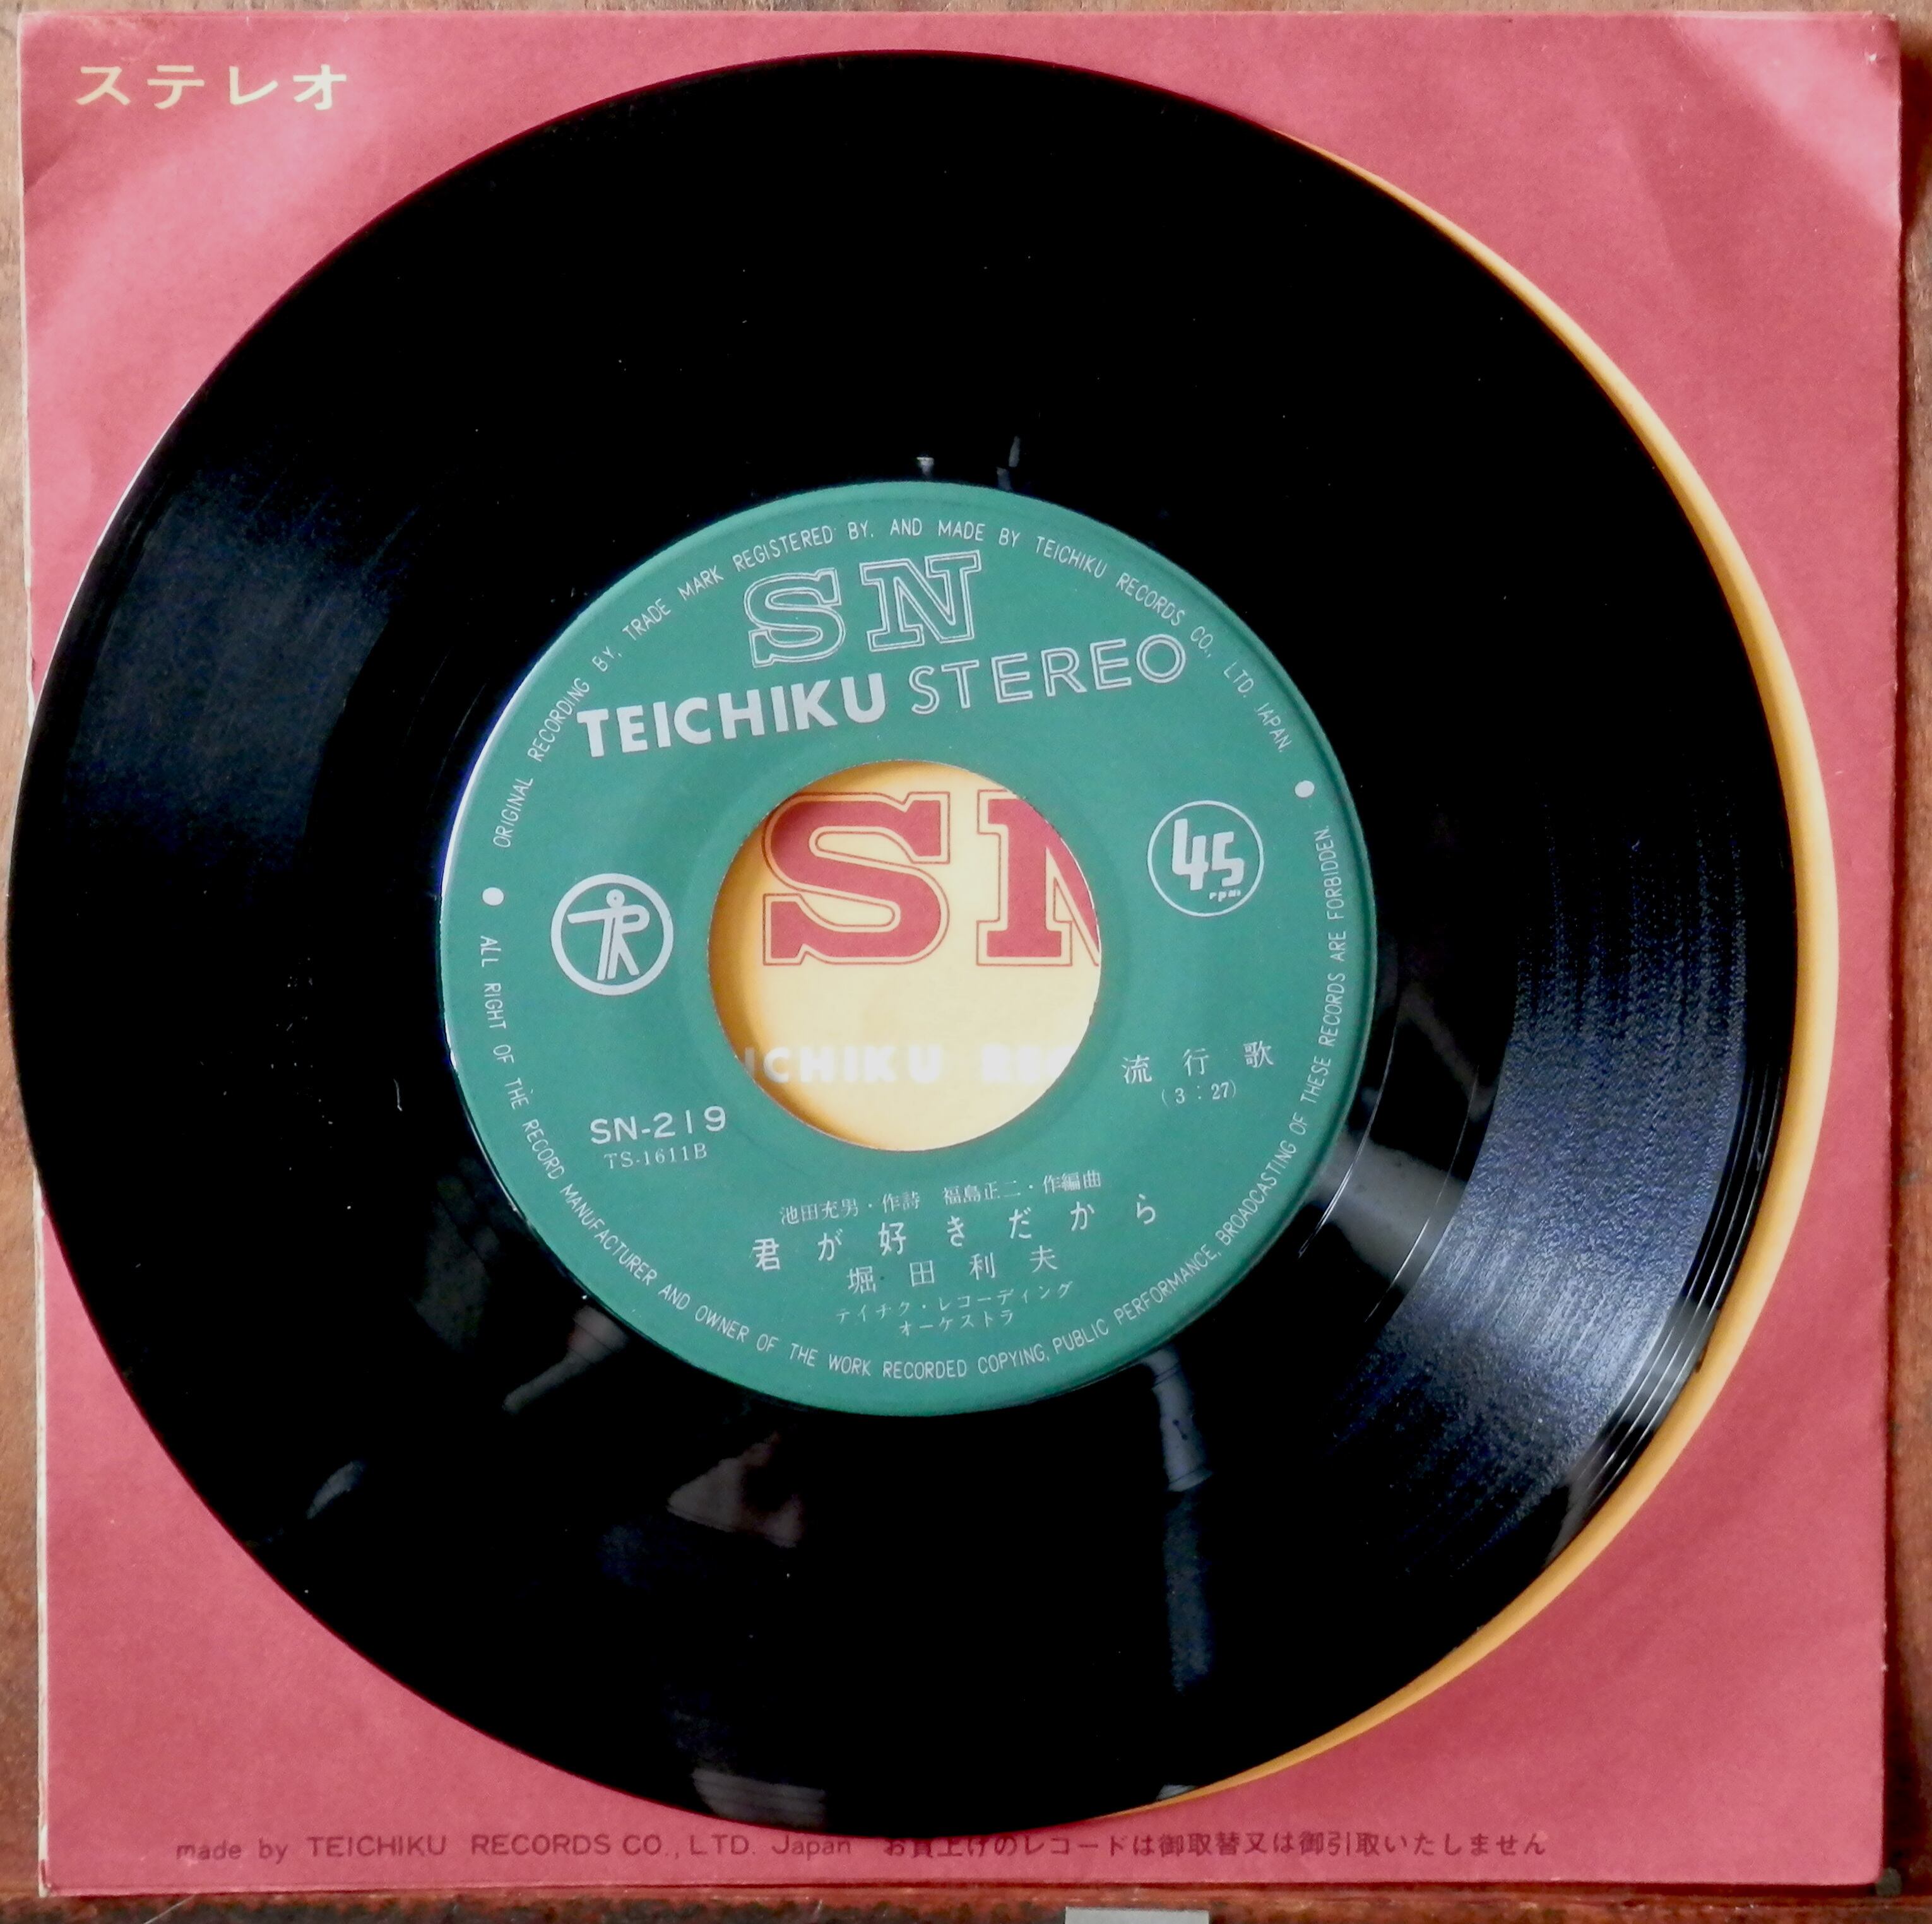 ステレオ
ORIGINAL RECORDING BY, TRADE MARK REGISTERED BY, AND MADE BY TEICHIKU RECORDS CO., LTD. JAPAN.
SN
TEICHIKU STEREO
SN
ICHIKU
45
rpm
TR
流行歌
(3:27)
SN-219
TS-1611B
池田充男・作詩 福島正二・作編曲
君が好きだから
堀田利夫
テイチク・レコーディング
オーケストラ
ALL RIGHT OF THE RECORD MANUFACTURER AND OWNER OF THE WORK RECORDED COPYING, PUBLIC PERFORMANCE, BROADCASTING OF THESE RECORDS ARE FORBIDDEN.
made by TEICHIKU RECORDS CO., LTD. Japan お買上げのレコードは御取替又は御引取いたしません